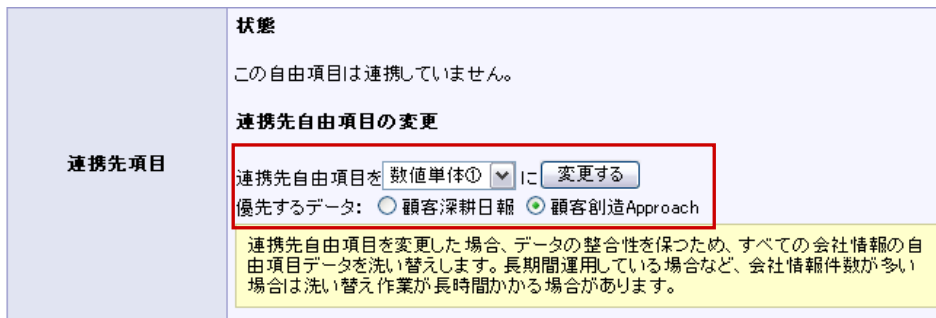 状態
この自由項目は連携していません。
連携先自由項目の変更
連携先項目
連携先自由項目を 数値単体① に 変更する
優先するデータ: 顧客深耕日報 顧客創造Approach
連携先自由項目を変更した場合、データの整合性を保つため、すべての会社情報の自
由項目データを洗い替えします。長期間運用している場合など、会社情報件数が多い
場合は洗い替え作業が長時間かかる場合があります。